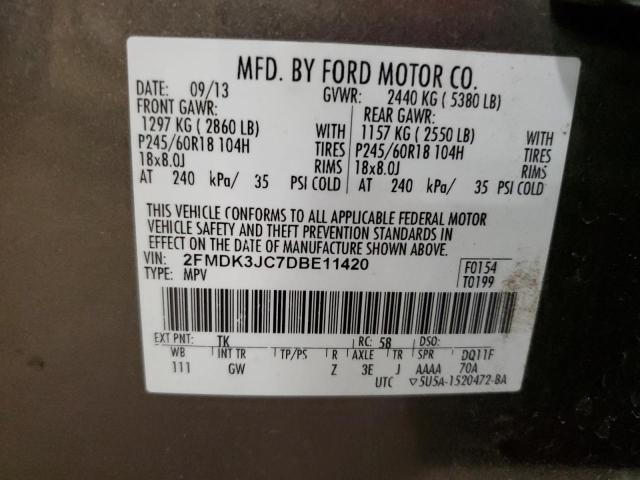 MFD. BY FORD MOTOR CO.
DATE: 09/13 GVWR: 2440 KG ( 5380 LB)
FRONT GAWR: REAR GAWR:
1297 KG ( 2860 LB) WITH 1157 KG ( 2550 LB) WITH
P245/60R18 104H TIRES P245/60R18 104H TIRES
18x8.0J RIMS 18x8.0J RIMS
AT 240 kPa/ 35 PSI COLD AT 240 kPa/ 35 PSI COLD
THIS VEHICLE CONFORMS TO ALL APPLICABLE FEDERAL MOTOR
VEHICLE SAFETY AND THEFT PREVENTION STANDARDS IN
EFFECT ON THE DATE OF MANUFACTURE SHOWN ABOVE.
VIN: 2FMDK3JC7DBE11420 F0154
TYPE: MPV T0199
EXT PNT: TK RC: 58 DSO:
WB INT TR TP/PS R AXLE TR SPR DQ11F
111 GW Z 3E J AAAA 70A
UTC ▽5U5A-1520472-BA